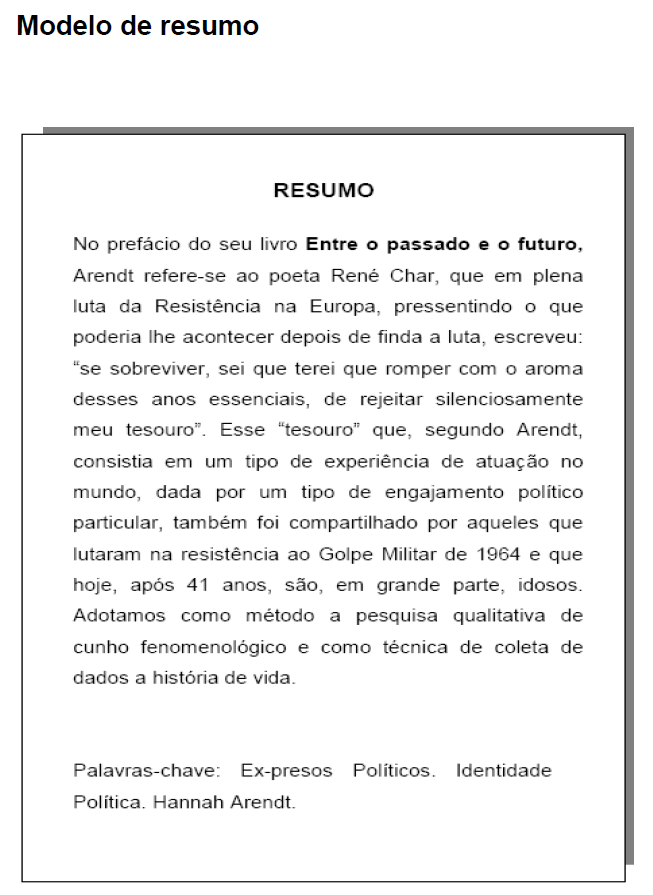 Modelo de resumo
RESUMO
No prefácio do seu livro Entre o passado e o futuro,
Arendt refere-se ao poeta René Char, que em plena
luta da Resistência na Europa, pressentindo o que
poderia lhe acontecer depois de finda a luta, escreveu:
“se sobreviver, sei que terei que romper com o aroma
desses anos essenciais, de rejeitar silenciosamente
meu tesouro”. Esse “tesouro” que, segundo Arendt,
consistia em um tipo de experiência de atuação no
mundo, dada por um tipo de engajamento político
particular, também foi compartilhado por aqueles que
lutaram na resistência ao Golpe Militar de 1964 e que
hoje, após 41 anos, são, em grande parte, idosos.
Adotamos como método a pesquisa qualitativa de
cunho fenomenológico e como técnica de coleta de
dados a história de vida.
Palavras-chave: Ex-presos Políticos. Identidade
Política. Hannah Arendt.